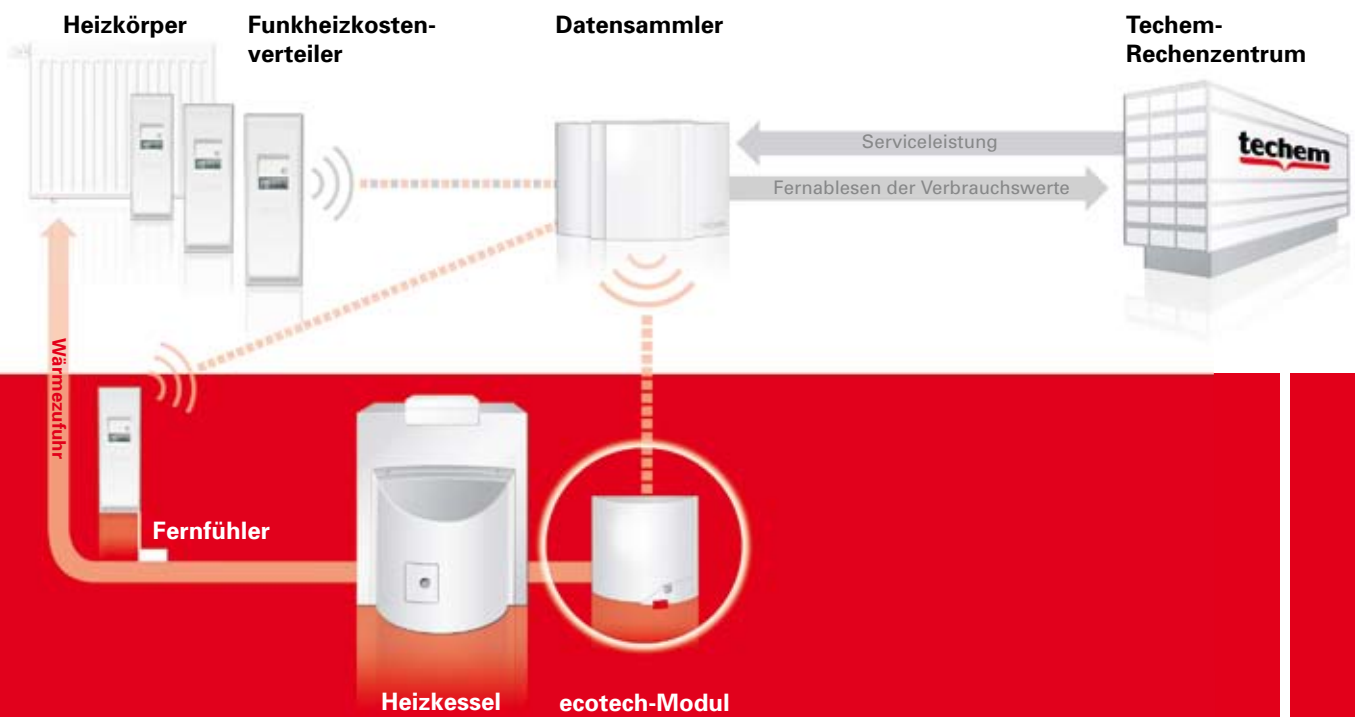 Heizkörper
Funkheizkosten-
verteiler
Datensammler
Techem-
Rechenzentrum
Serviceleistung
techem
Fernablesen der Verbrauchswerte
Wärmezufuhr
Fernfühler
Heizkessel
ecotech-Modul